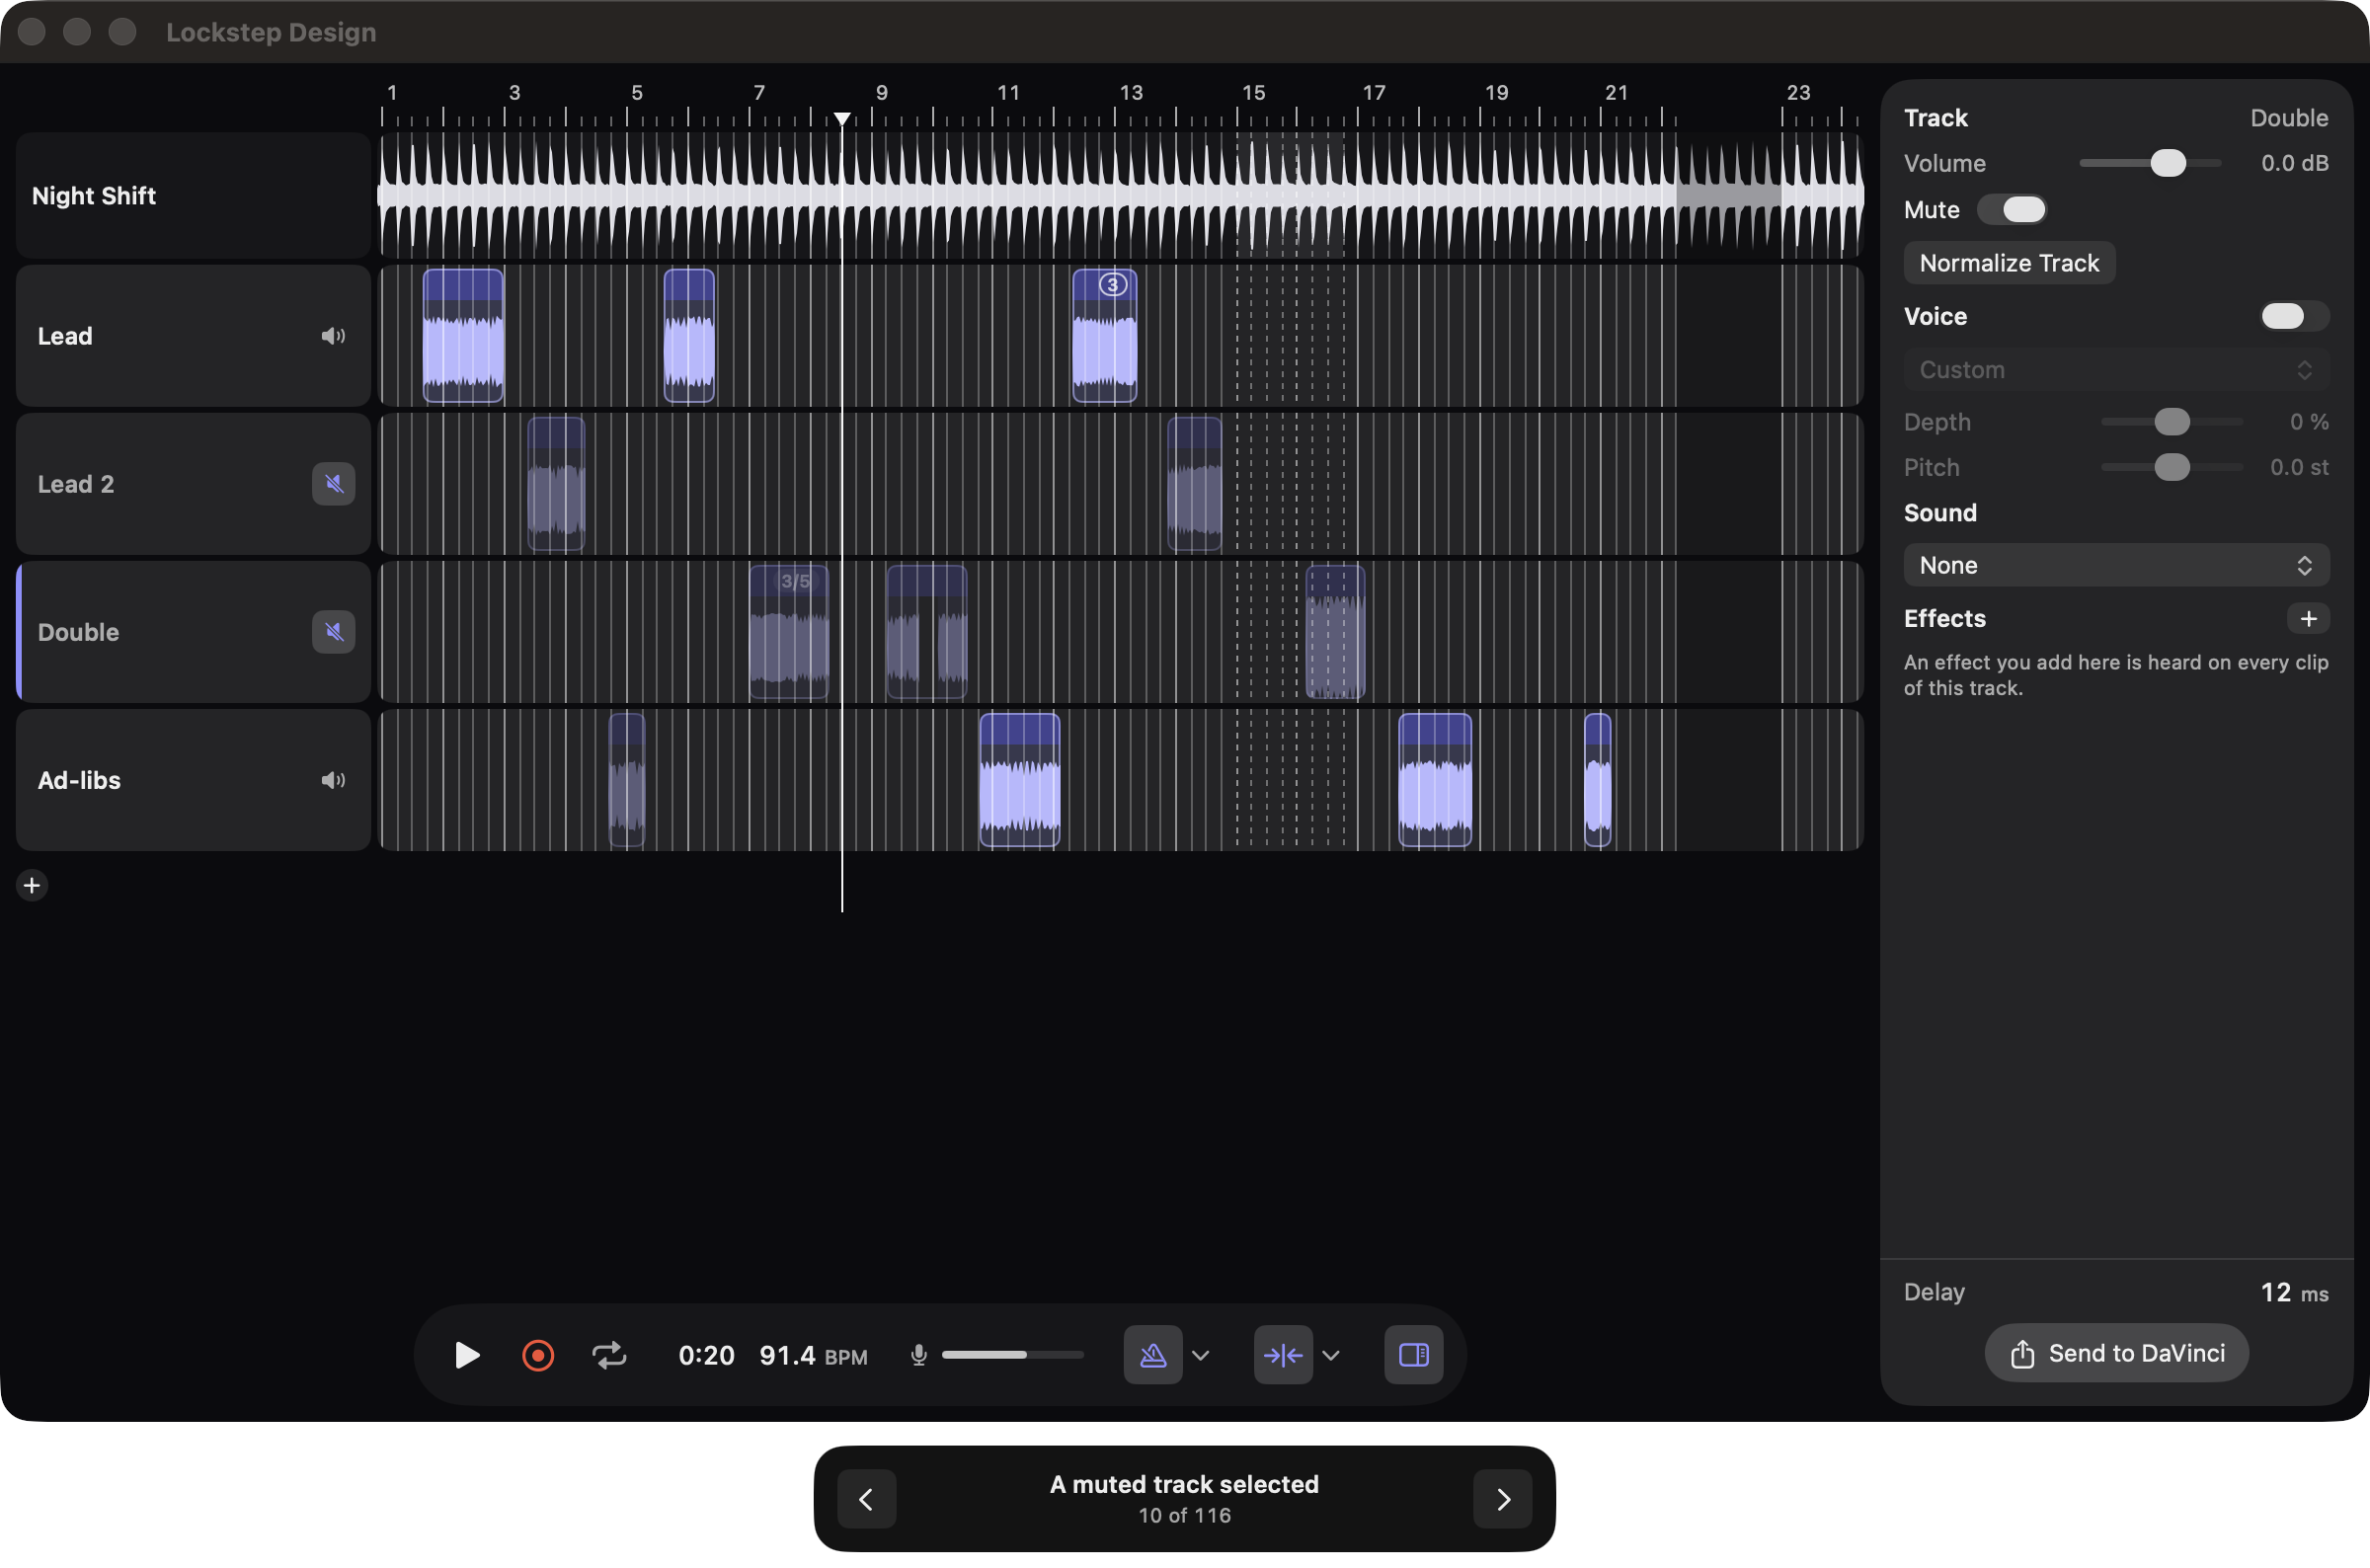 Lockstep Design
1 3 5 7 9 11 13 15 17 19 21 23
Night Shift
Lead
3
Lead 2
Double
3/5
Ad-libs
Track Double
Volume 0.0 dB
Mute
Normalize Track
Voice
Custom
Depth 0 %
Pitch 0.0 st
Sound
None
Effects
An effect you add here is heard on every clip
of this track.
Delay 12 ms
Send to DaVinci
0:20 91.4 BPM
A muted track selected
10 of 116